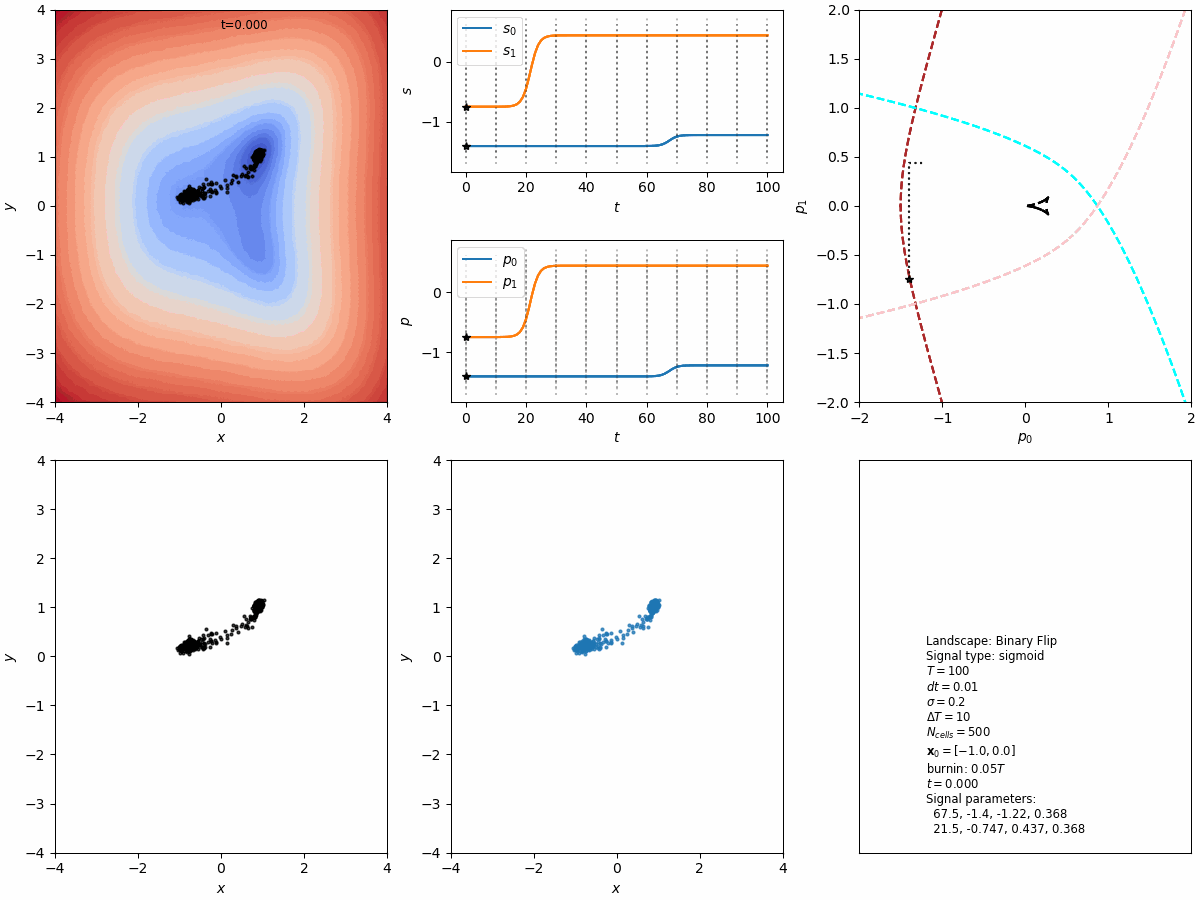 t=0.000
4
3
2
1
0
−1
−2
−3
−4
y
−4
−2
0
2
4
x
s₀
s₁
0
−1
s
0
20
40
60
80
100
t
p₀
p₁
0
−1
p
0
20
40
60
80
100
t
2.0
1.5
1.0
0.5
0.0
−0.5
−1.0
−1.5
−2.0
p₁
−2
−1
0
1
2
p₀
4
3
2
1
0
−1
−2
−3
−4
y
−4
−2
0
2
4
x
4
3
2
1
0
−1
−2
−3
−4
y
−4
−2
0
2
4
x
Landscape: Binary Flip
Signal type: sigmoid
T = 100
dt = 0.01
σ = 0.2
ΔT = 10
N_cells = 500
x₀ = [−1.0, 0.0]
burnin: 0.05T
t = 0.000
Signal parameters:
67.5, -1.4, -1.22, 0.368
21.5, -0.747, 0.437, 0.368